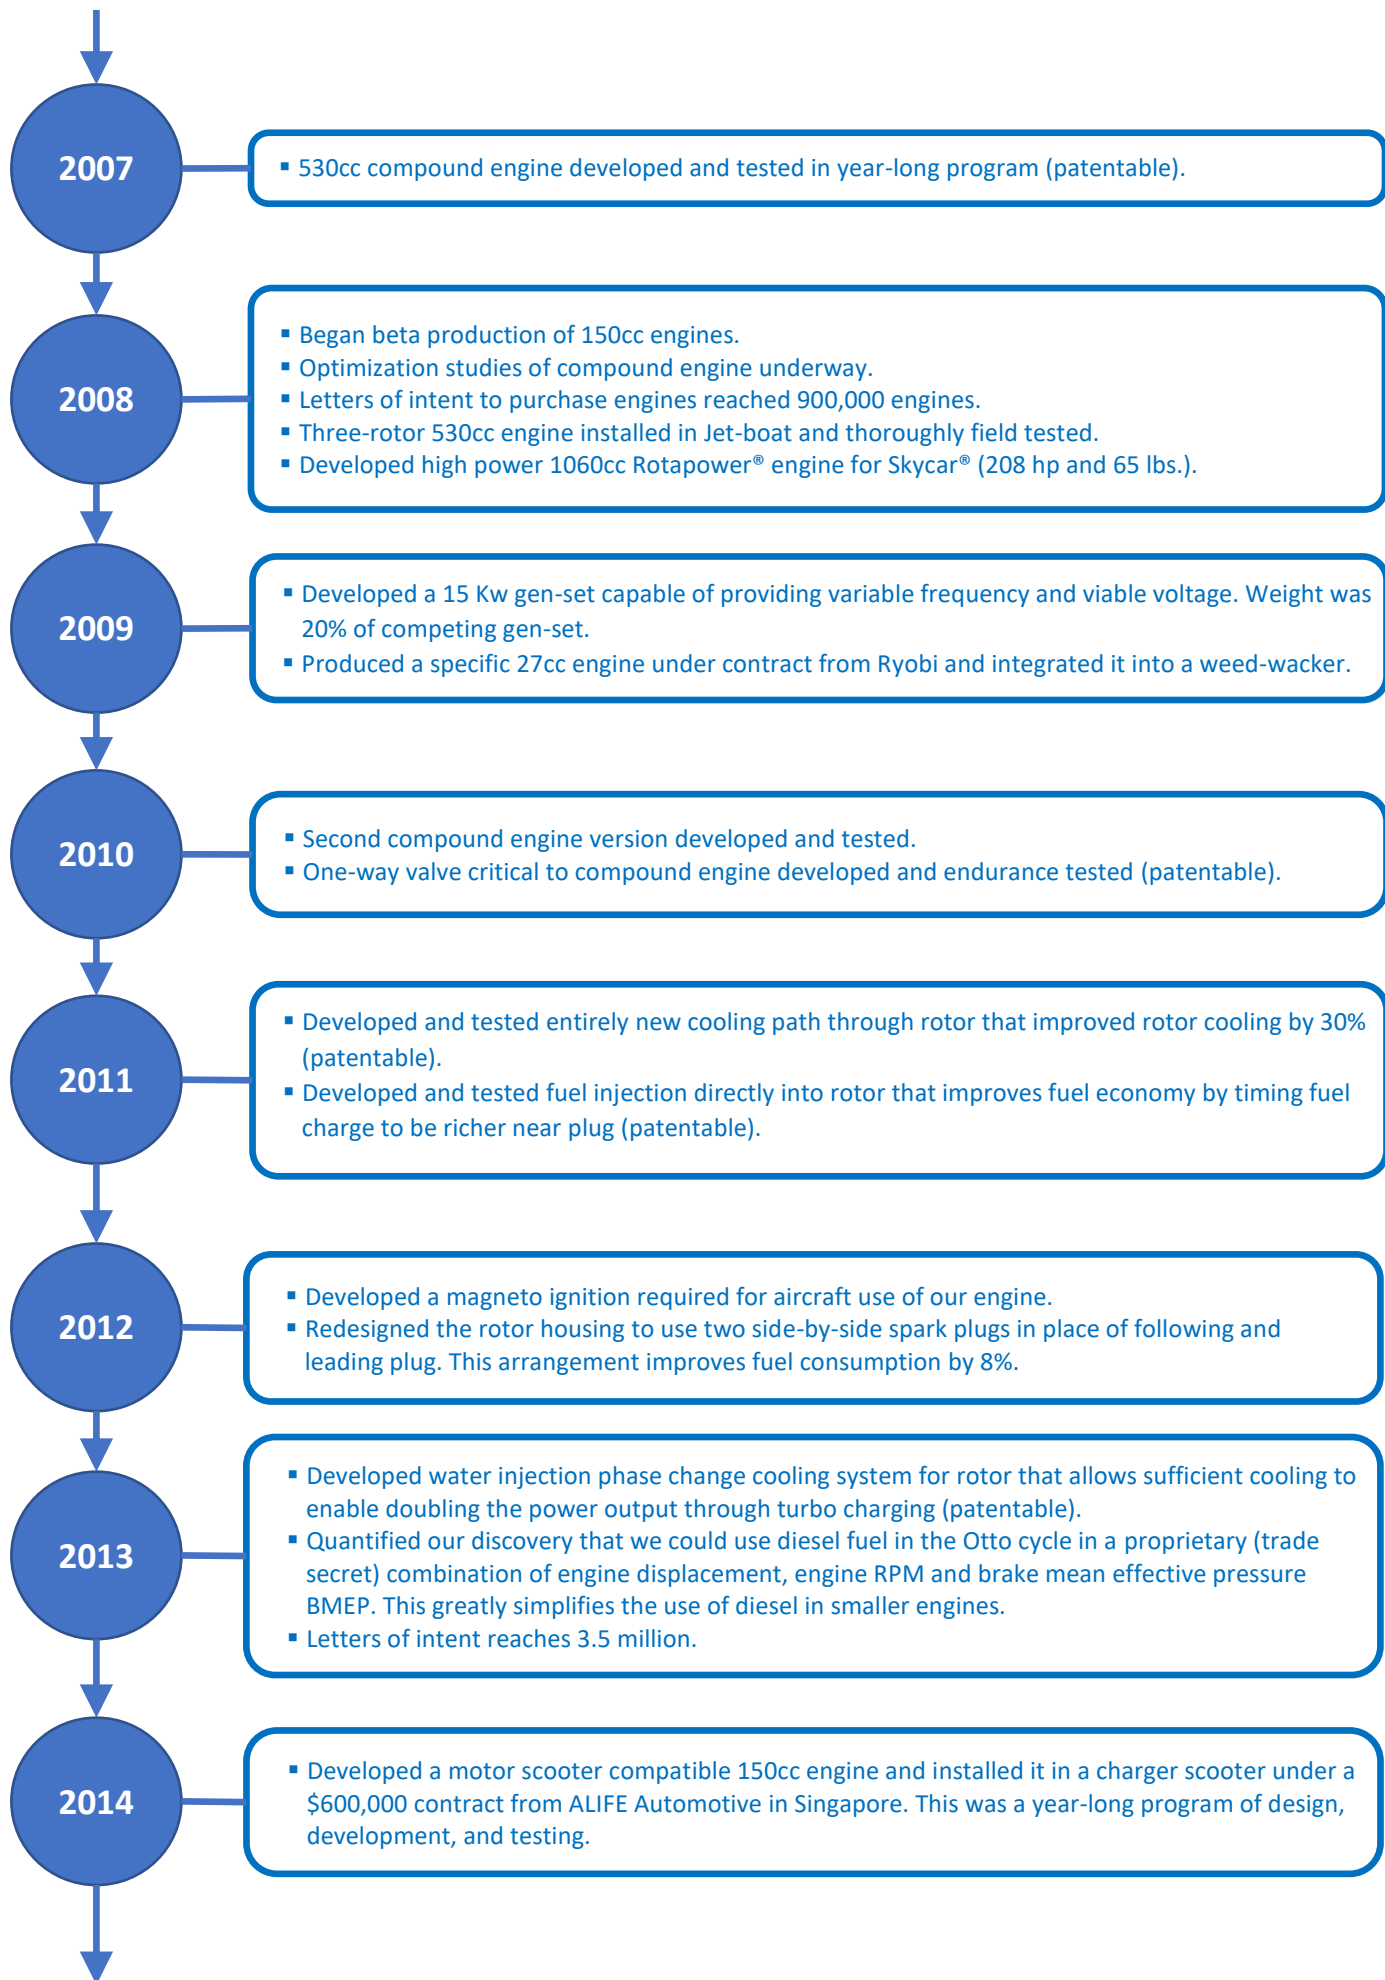 2007
▪ 530cc compound engine developed and tested in year-long program (patentable).
2008
▪ Began beta production of 150cc engines.
▪ Optimization studies of compound engine underway.
▪ Letters of intent to purchase engines reached 900,000 engines.
▪ Three-rotor 530cc engine installed in Jet-boat and thoroughly field tested.
▪ Developed high power 1060cc Rotapower® engine for Skycar® (208 hp and 65 lbs.).
2009
▪ Developed a 15 Kw gen-set capable of providing variable frequency and viable voltage. Weight was
20% of competing gen-set.
▪ Produced a specific 27cc engine under contract from Ryobi and integrated it into a weed-wacker.
2010
▪ Second compound engine version developed and tested.
▪ One-way valve critical to compound engine developed and endurance tested (patentable).
2011
▪ Developed and tested entirely new cooling path through rotor that improved rotor cooling by 30%
(patentable).
▪ Developed and tested fuel injection directly into rotor that improves fuel economy by timing fuel
charge to be richer near plug (patentable).
2012
▪ Developed a magneto ignition required for aircraft use of our engine.
▪ Redesigned the rotor housing to use two side-by-side spark plugs in place of following and
leading plug. This arrangement improves fuel consumption by 8%.
2013
▪ Developed water injection phase change cooling system for rotor that allows sufficient cooling to
enable doubling the power output through turbo charging (patentable).
▪ Quantified our discovery that we could use diesel fuel in the Otto cycle in a proprietary (trade
secret) combination of engine displacement, engine RPM and brake mean effective pressure
BMEP. This greatly simplifies the use of diesel in smaller engines.
▪ Letters of intent reaches 3.5 million.
2014
▪ Developed a motor scooter compatible 150cc engine and installed it in a charger scooter under a
$600,000 contract from ALIFE Automotive in Singapore. This was a year-long program of design,
development, and testing.